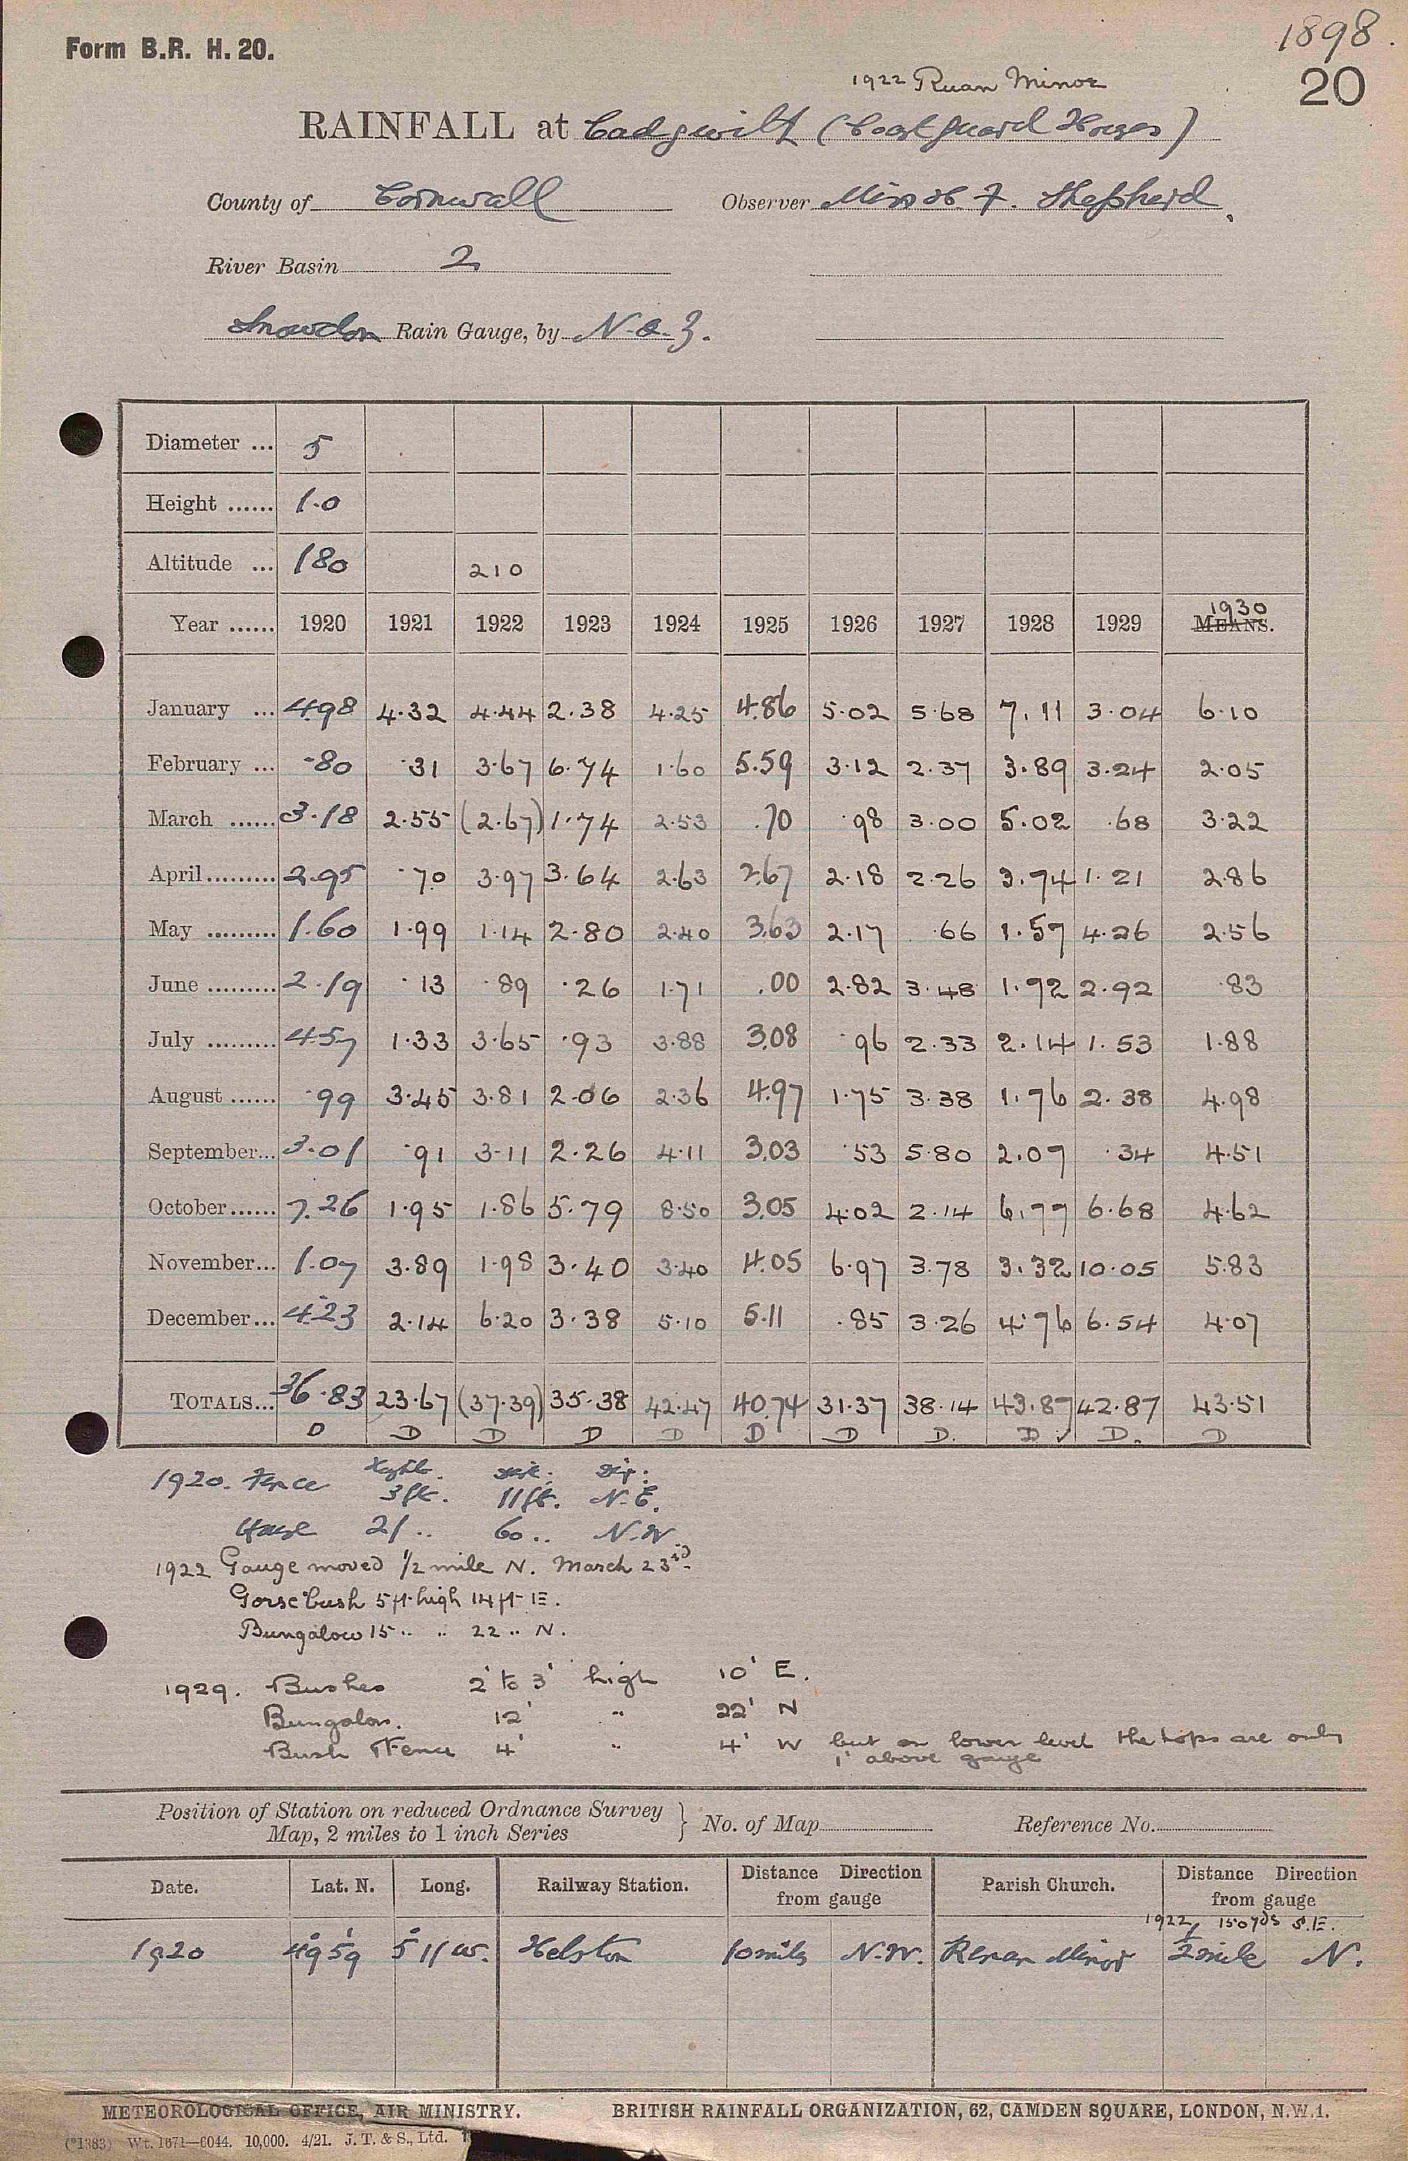 Form B.R. H. 20.
1898.
20
1922 Ruan Minor
RAINFALL at Cadgwith (Coastguard Houses)
County of Cornwall Observer Miss H. F. Shepherd.
River Basin 2
Snowdon Rain Gauge, by N & Z.
Diameter ... 5
Height ...... 1.0
Altitude ... 180 210
Year ...... 1920 1921 1922 1923 1924 1925 1926 1927 1928 1929 1930 MEANS.
January ... 4.98 4.32 4.44 2.38 4.25 4.86 5.02 5.68 7.11 3.04 6.10
February ... .80 .31 3.67 6.74 1.60 5.59 3.12 2.37 3.89 3.24 2.05
March ...... 3.18 2.55 (2.67) 1.74 2.53 .70 .98 3.00 5.02 .68 3.22
April......... 2.95 .70 3.97 3.64 2.63 2.67 2.18 2.26 3.74 1.21 2.86
May ......... 1.60 1.99 1.14 2.80 2.40 3.63 2.17 .66 1.57 4.26 2.56
June ......... 2.19 .13 .89 .26 1.71 .00 2.82 3.48 1.92 2.92 .83
July ......... 4.57 1.33 3.65 .93 3.88 3.08 .96 2.33 2.14 1.53 1.88
August ...... .99 3.45 3.81 2.06 2.36 4.97 1.75 3.38 1.76 2.38 4.98
September... 3.01 .91 3.11 2.26 4.11 3.03 .53 5.80 2.07 .34 4.51
October...... 7.26 1.95 1.86 5.79 8.50 3.05 4.02 2.14 6.77 6.68 4.62
November... 1.07 3.89 1.98 3.40 3.40 4.05 6.97 3.78 3.32 10.05 5.83
December... 4.23 2.14 6.20 3.38 5.10 5.11 .85 3.26 4.76 6.54 4.07
TOTALS... 36.83 23.67 (37.39) 35.38 42.47 40.74 31.37 38.14 43.87 42.87 43.51
D D D D D D D D. D ✓ D. D
Height. Dist: Dir:
1920. Fence 3 ft. 11 ft. N.E.
House 21 .. 60 .. N.W
1922 Gauge moved 1/2 mile N. March 23rd
Gorse bush 5 ft high 14 ft E.
Bungalow 15 .. .. 22 .. N.
1929. Bushes 2' to 3' high 10' E.
Bungalow. 12' " 22' N
Bush Fence 4' " 4' W but on lower level the tops are only
1' above gauge
Position of Station on reduced Ordnance Survey
Map, 2 miles to 1 inch Series } No. of Map Reference No.
Date. Lat. N. Long. Railway Station. Distance Direction from gauge Parish Church. Distance Direction from gauge
1922 150 yds S.E.
1920 49° 59' 5° 11 W. Helston 10 miles N.W. Ruan Minor 1/2 mile N.
METEOROLOGICAL OFFICE, AIR MINISTRY. BRITISH RAINFALL ORGANIZATION, 62, CAMDEN SQUARE, LONDON, N.W.1.
(*1383) Wt. 1671—6044. 10,000. 4/21. J. T. & S., Ltd.